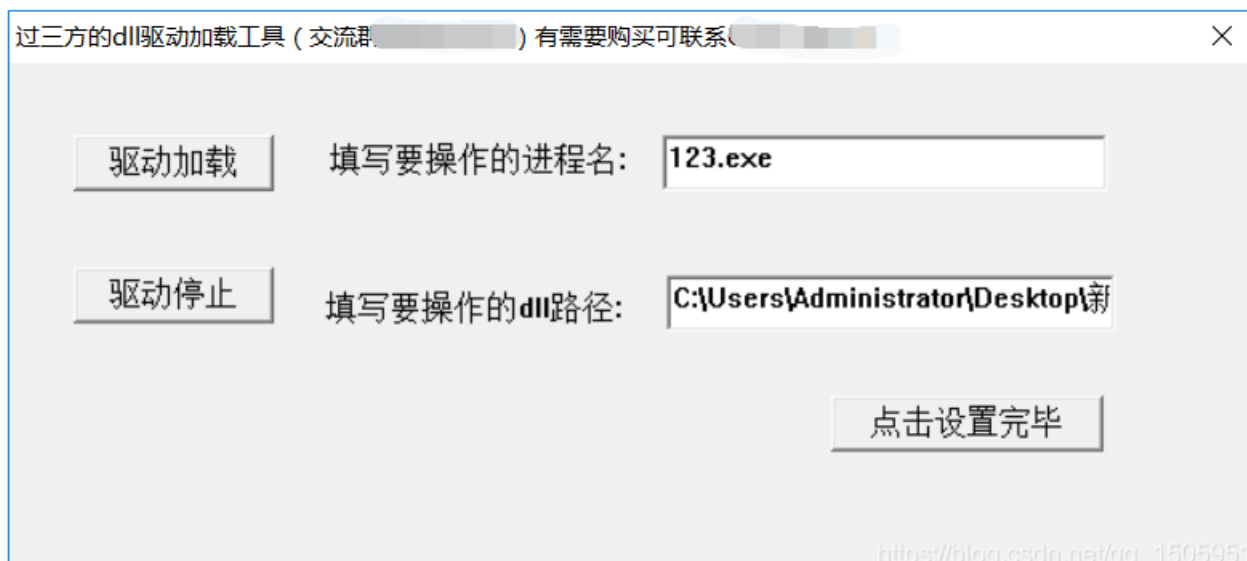 过三方的dll驱动加载工具（交流群 ）有需要购买可联系
驱动加载 填写要操作的进程名: 123.exe
驱动停止 填写要操作的dll路径: C:\Users\Administrator\Desktop\新
点击设置完毕
https://blog.csdn.net/qq_1505951